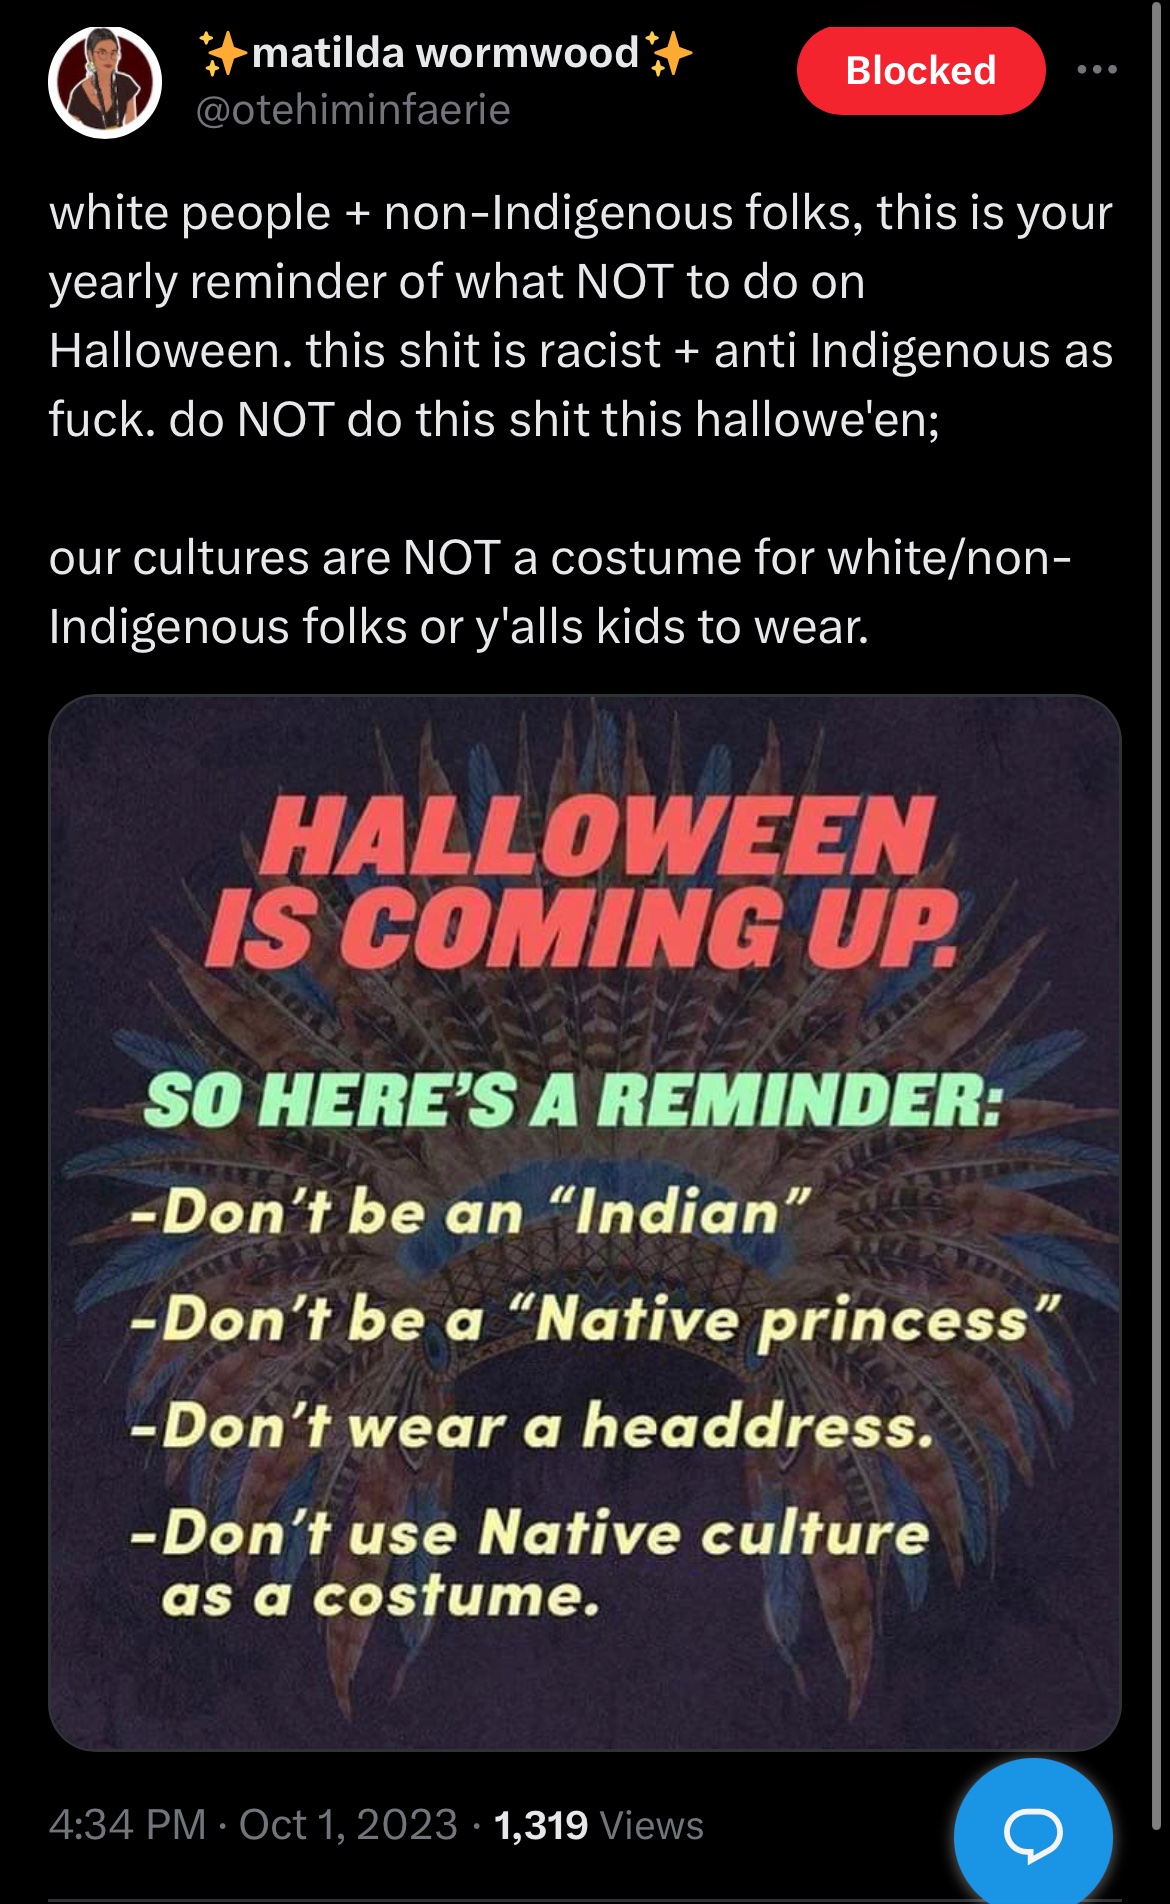 ✨matilda wormwood✨
Blocked
@otehiminfaerie
white people + non-Indigenous folks, this is your
yearly reminder of what NOT to do on
Halloween. this shit is racist + anti Indigenous as
fuck. do NOT do this shit this hallowe'en;
our cultures are NOT a costume for white/non-
Indigenous folks or y'alls kids to wear.
HALLOWEEN
IS COMING UP.
SO HERE'S A REMINDER:
-Don't be an “Indian”
-Don't be a “Native princess”
-Don't wear a headdress.
-Don't use Native culture
as a costume.
4:34 PM · Oct 1, 2023 · 1,319 Views